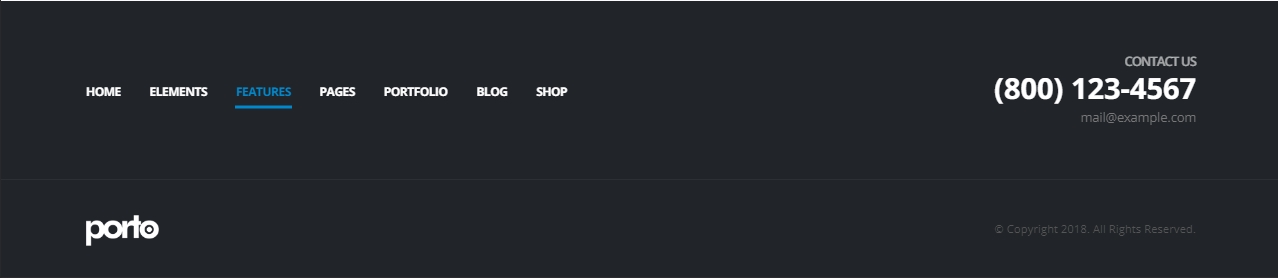 HOME ELEMENTS FEATURES PAGES PORTFOLIO BLOG SHOP
CONTACT US
(800) 123-4567
mail@example.com
porto
© Copyright 2018. All Rights Reserved.